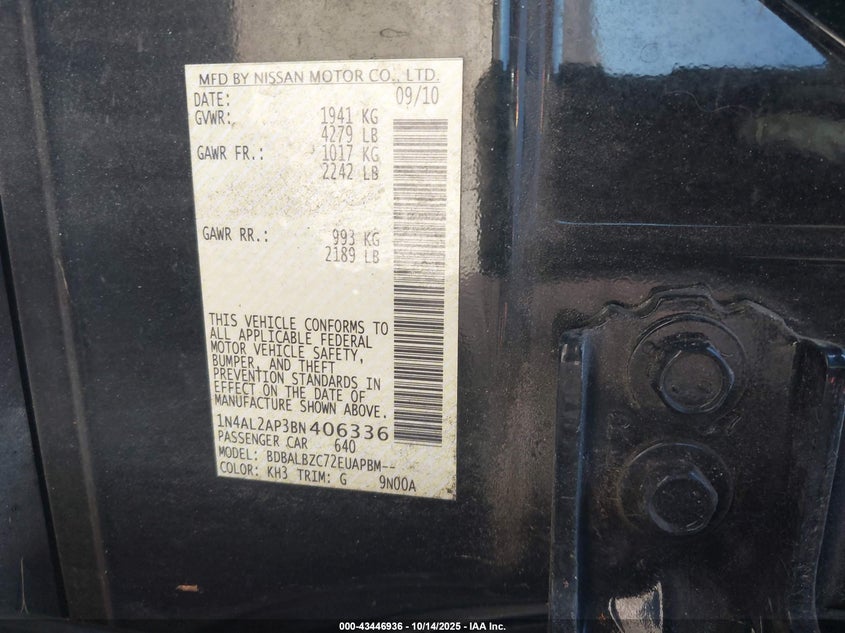 MFD BY NISSAN MOTOR CO., LTD.
DATE: 09/10
GVWR: 1941 KG
4279 LB
GAWR FR.: 1017 KG
2242 LB
GAWR RR.: 993 KG
2189 LB
THIS VEHICLE CONFORMS TO
ALL APPLICABLE FEDERAL
MOTOR VEHICLE SAFETY,
BUMPER, AND THEFT
PREVENTION STANDARDS IN
EFFECT ON THE DATE OF
MANUFACTURE SHOWN ABOVE.
1N4AL2AP3BN406336
PASSENGER CAR 640
MODEL: BDBALBZC72EUAPBM--
COLOR: KH3 TRIM: G 9N00A
000-43446936 - 10/14/2025 - IAA Inc.